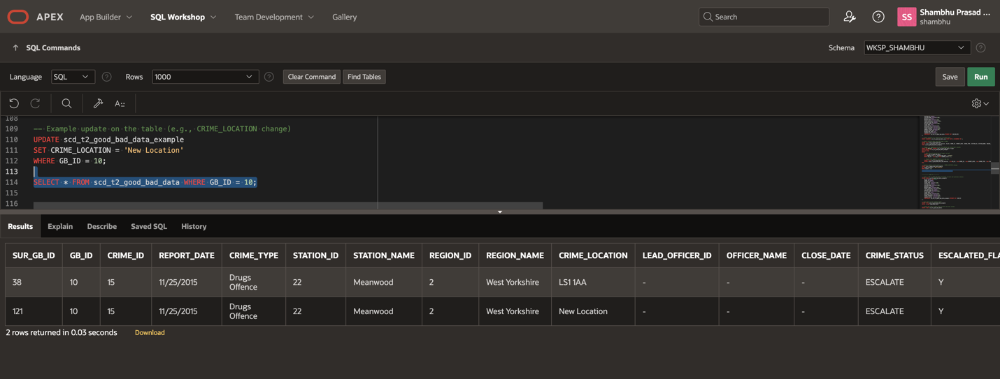 APEX App Builder SQL Workshop Team Development Gallery Search SS Shambhu Prasad ...
shambhu
SQL Commands Schema WKSP_SHAMBHU
Language SQL Rows 1000 Clear Command Find Tables Save Run
A::
108
109 -- Example update on the table (e.g., CRIME_LOCATION change)
110 UPDATE scd_t2_good_bad_data_example
111 SET CRIME_LOCATION = 'New Location'
112 WHERE GB_ID = 10;
113
114 SELECT * FROM scd_t2_good_bad_data WHERE GB_ID = 10;
115
116
Results Explain Describe Saved SQL History
SUR_GB_ID GB_ID CRIME_ID REPORT_DATE CRIME_TYPE STATION_ID STATION_NAME REGION_ID REGION_NAME CRIME_LOCATION LEAD_OFFICER_ID OFFICER_NAME CLOSE_DATE CRIME_STATUS ESCALATED_FLA
38 10 15 11/25/2015 Drugs Offence 22 Meanwood 2 West Yorkshire LS1 1AA - - - ESCALATE Y
121 10 15 11/25/2015 Drugs Offence 22 Meanwood 2 West Yorkshire New Location - - - ESCALATE Y
2 rows returned in 0.03 seconds Download